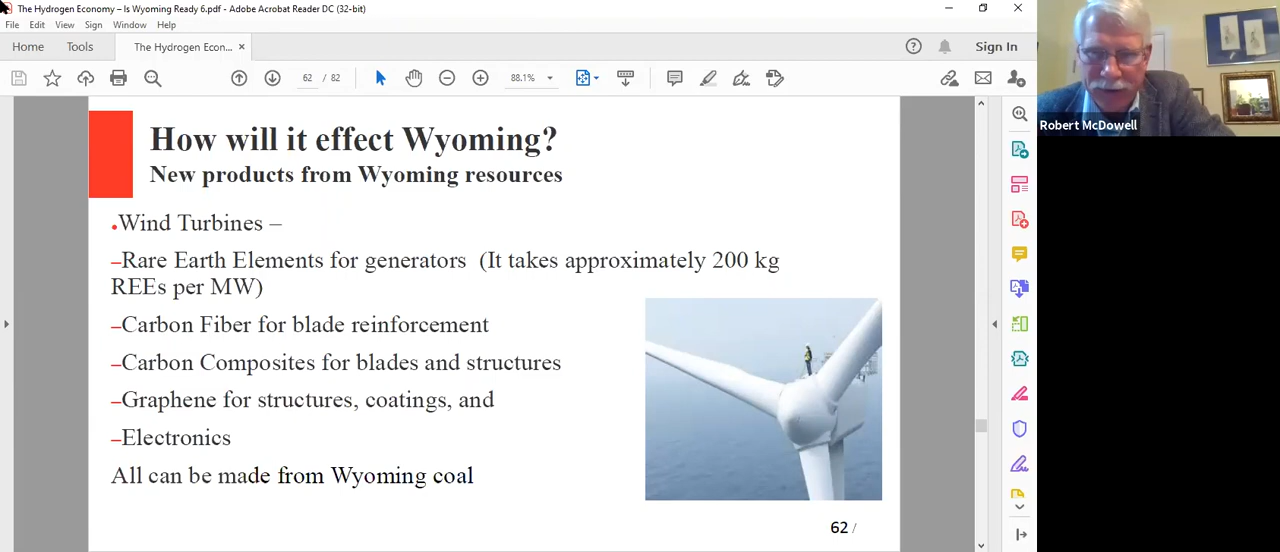 The Hydrogen Economy – Is Wyoming Ready 6.pdf - Adobe Acrobat Reader DC (32-bit)
File Edit View Sign Window Help
Home Tools The Hydrogen Econ... × Sign In
62 / 82 88.1%
Robert McDowell
How will it effect Wyoming?
New products from Wyoming resources
•Wind Turbines –
–Rare Earth Elements for generators (It takes approximately 200 kg
REEs per MW)
–Carbon Fiber for blade reinforcement
–Carbon Composites for blades and structures
–Graphene for structures, coatings, and
–Electronics
All can be made from Wyoming coal
62 /